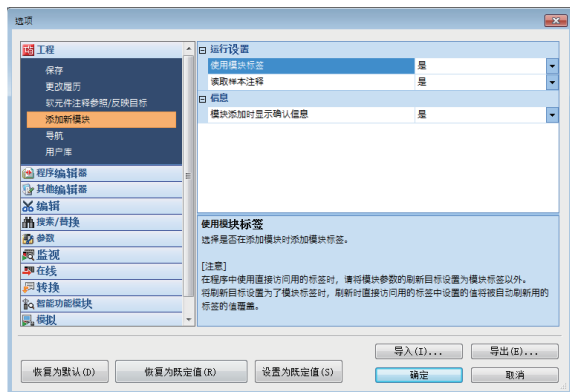 选项
工程
保存
更改履历
软元件注释参照/反映目标
添加新模块
导航
用户库
程序编辑器
其他编辑器
编辑
搜索/替换
参数
监视
在线
转换
智能功能模块
模拟
运行设置
使用模块标签 是
读取样本注释 是
信息
模块添加时显示确认信息 是
使用模块标签
选择是否在添加模块时添加模块标签。
[注意]
在程序中使用直接访问用的标签时，请将模块参数的刷新目标设置为模块标签以外。
将刷新目标设置为了模块标签时，刷新时直接访问用的标签中设置的值将被自动刷新用的
标签的值覆盖。
导入(I)... 导出(E)...
恢复为默认(D) 恢复为既定值(R) 设置为既定值(S) 确定 取消